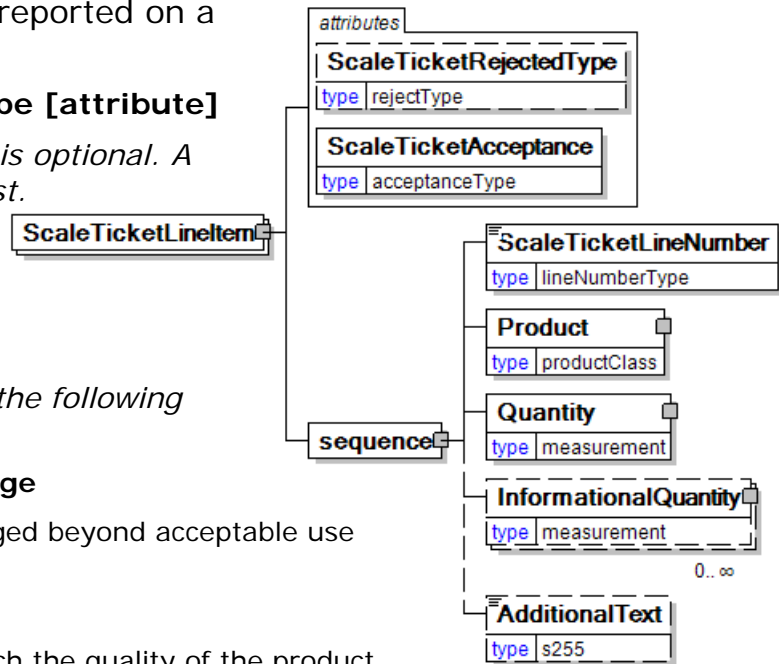 reported on a
pe [attribute]
is optional. A
st.
the following
ge
ged beyond acceptable use
ch the quality of the product
attributes
ScaleTicketRejectedType
type rejectType
ScaleTicketAcceptance
type acceptanceType
ScaleTicketLineItem
sequence
ScaleTicketLineNumber
type lineNumberType
Product
type productClass
Quantity
type measurement
InformationalQuantity
type measurement
0.. ∞
AdditionalText
type s255